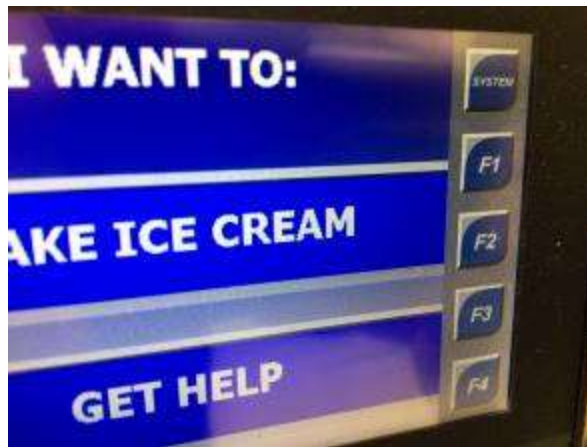 I WANT TO:
SYSTEM
F1
AKE ICE CREAM
F2
F3
GET HELP
F4